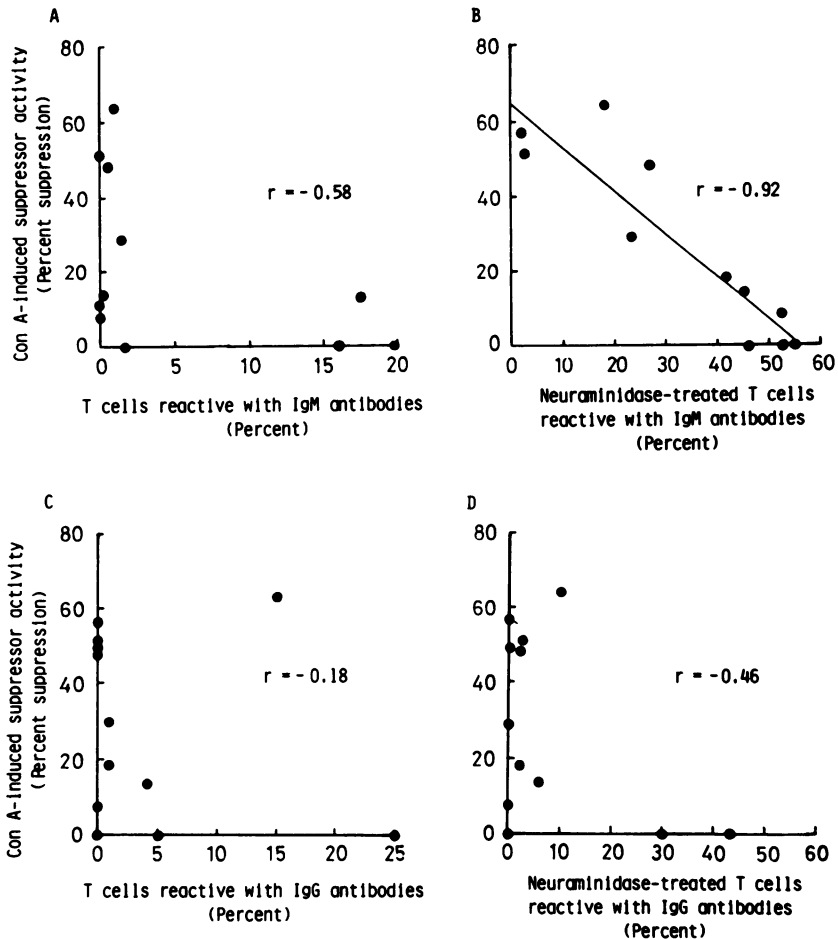 A
Con A-induced suppressor activity
(Percent suppression)
80
60
40
20
0
r = - 0.58
0 5 10 15 20
T cells reactive with IgM antibodies
(Percent)
B
80
60
40
20
0
r = - 0.92
0 10 20 30 40 50 60
Neuraminidase-treated T cells
reactive with IgM antibodies
(Percent)
C
Con A-induced suppressor activity
(Percent suppression)
80
60
40
20
0
r = - 0.18
0 5 10 15 20 25
T cells reactive with IgG antibodies
(Percent)
D
80
60
40
20
0
r = -0.46
0 10 20 30 40 50 60
Neuraminidase-treated T cells
reactive with IgG antibodies
(Percent)